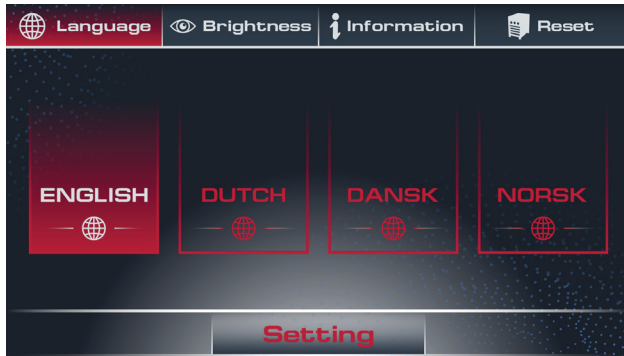 Language
Brightness
Information
Reset
ENGLISH
DUTCH
DANSK
NORSK
Setting